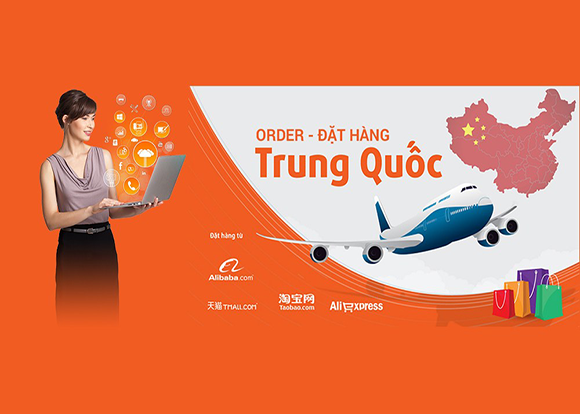 ORDER - ĐẶT HÀNG
Trung Quốc
Đặt hàng từ
Alibaba.com
天猫 TMALL.COM
淘宝网
Taobao.com
AliExpress